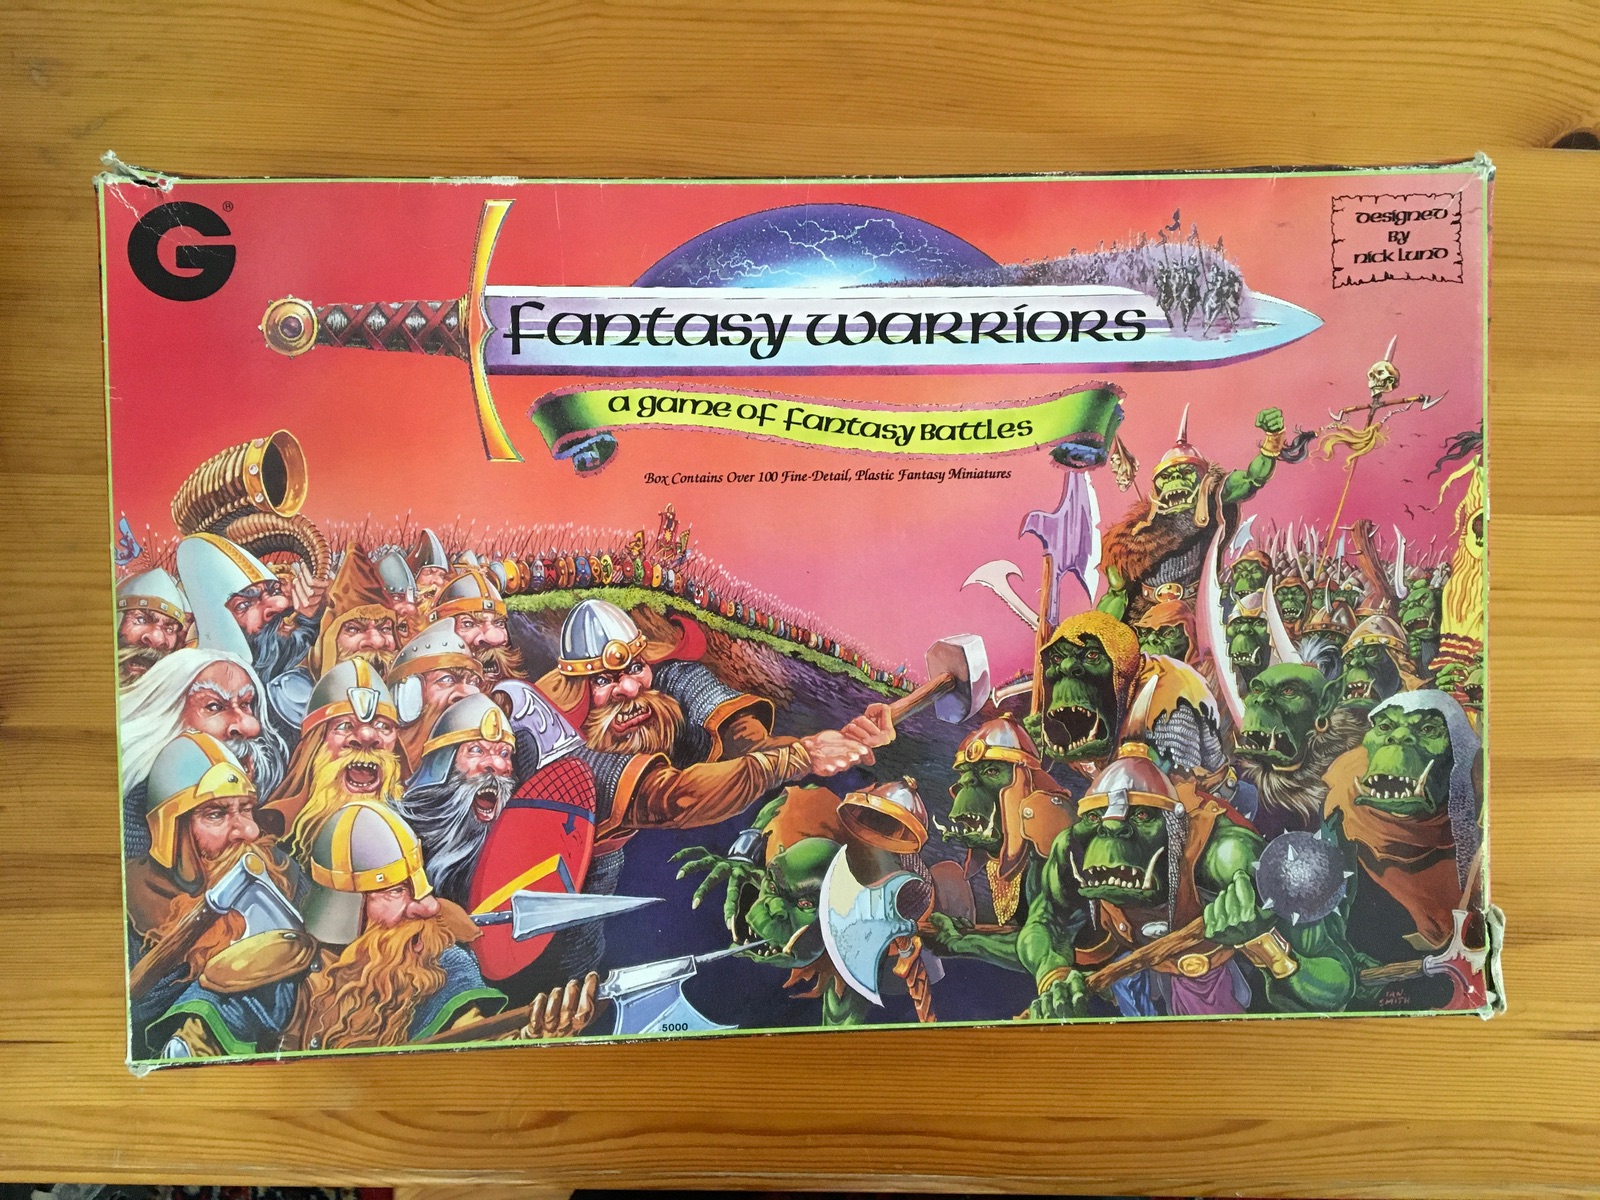 G®
Designed
By
Nick Lund
Fantasy Warriors
a game of fantasy Battles
Box Contains Over 100 Fine-Detail, Plastic Fantasy Miniatures
IAN
SMITH
5000